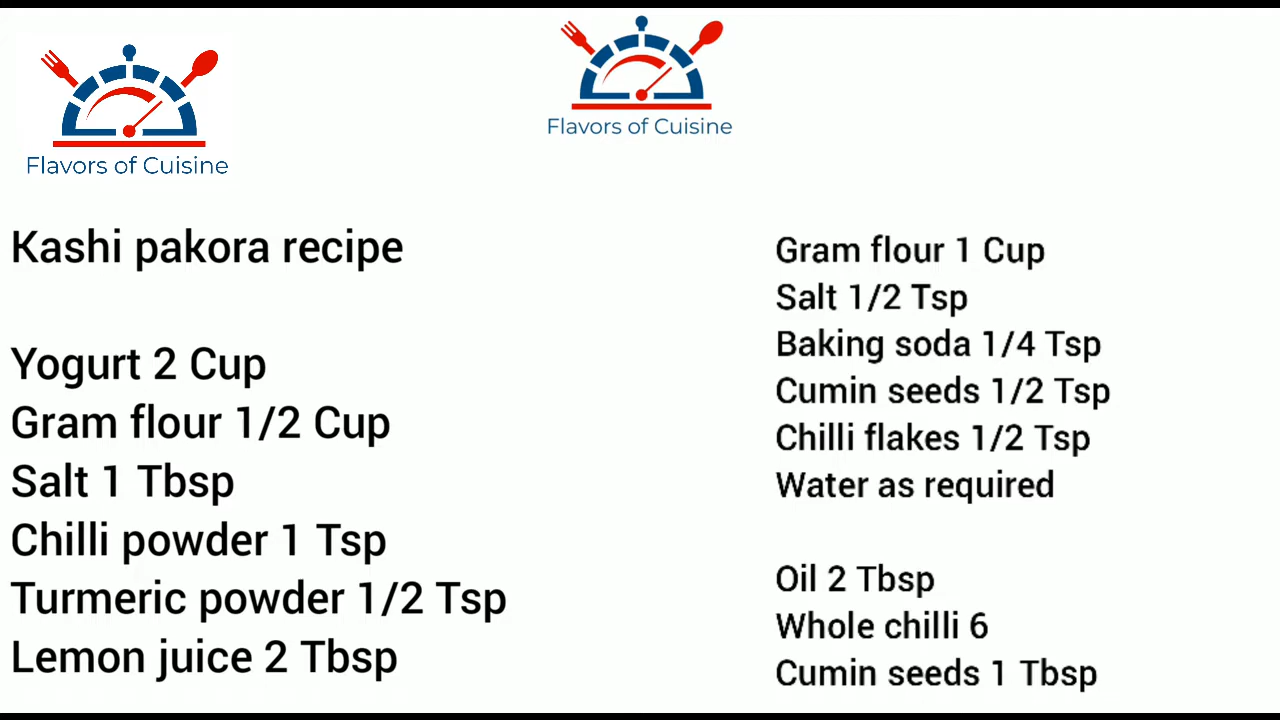 Flavors of Cuisine
Flavors of Cuisine
Kashi pakora recipe
Yogurt 2 Cup
Gram flour 1/2 Cup
Salt 1 Tbsp
Chilli powder 1 Tsp
Turmeric powder 1/2 Tsp
Lemon juice 2 Tbsp
Gram flour 1 Cup
Salt 1/2 Tsp
Baking soda 1/4 Tsp
Cumin seeds 1/2 Tsp
Chilli flakes 1/2 Tsp
Water as required
Oil 2 Tbsp
Whole chilli 6
Cumin seeds 1 Tbsp